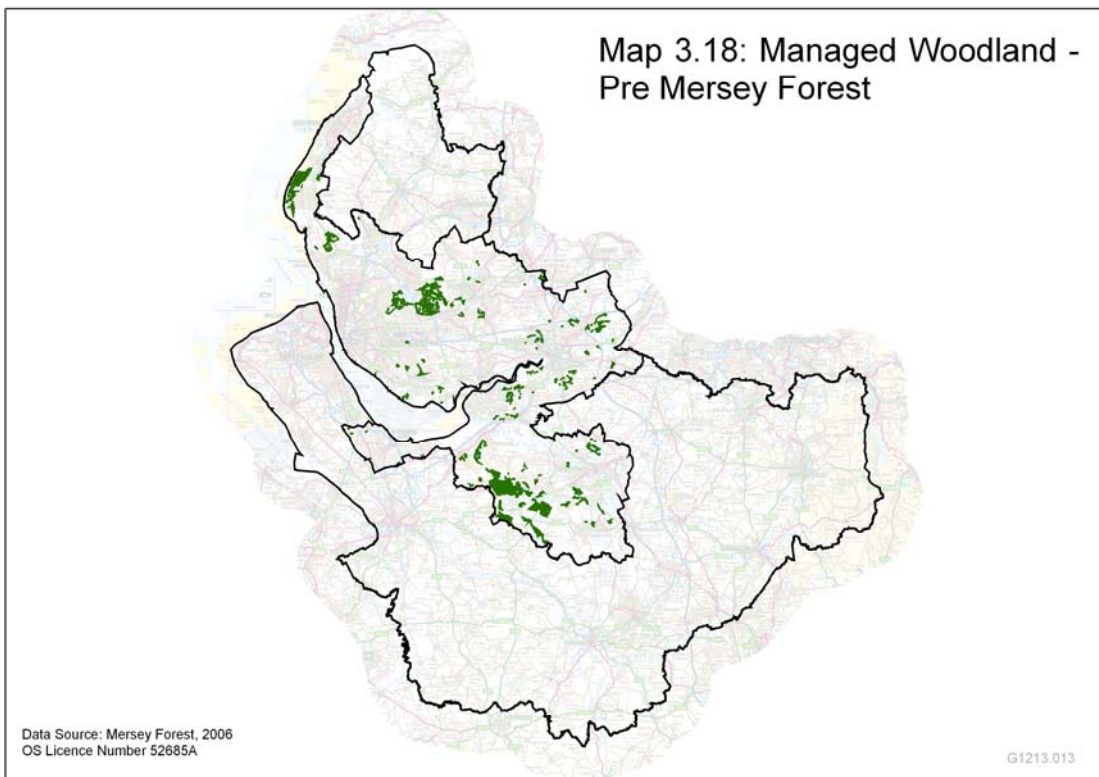 Map 3.18: Managed Woodland -
Pre Mersey Forest
Data Source: Mersey Forest, 2006
OS Licence Number 52685A
G1213.013